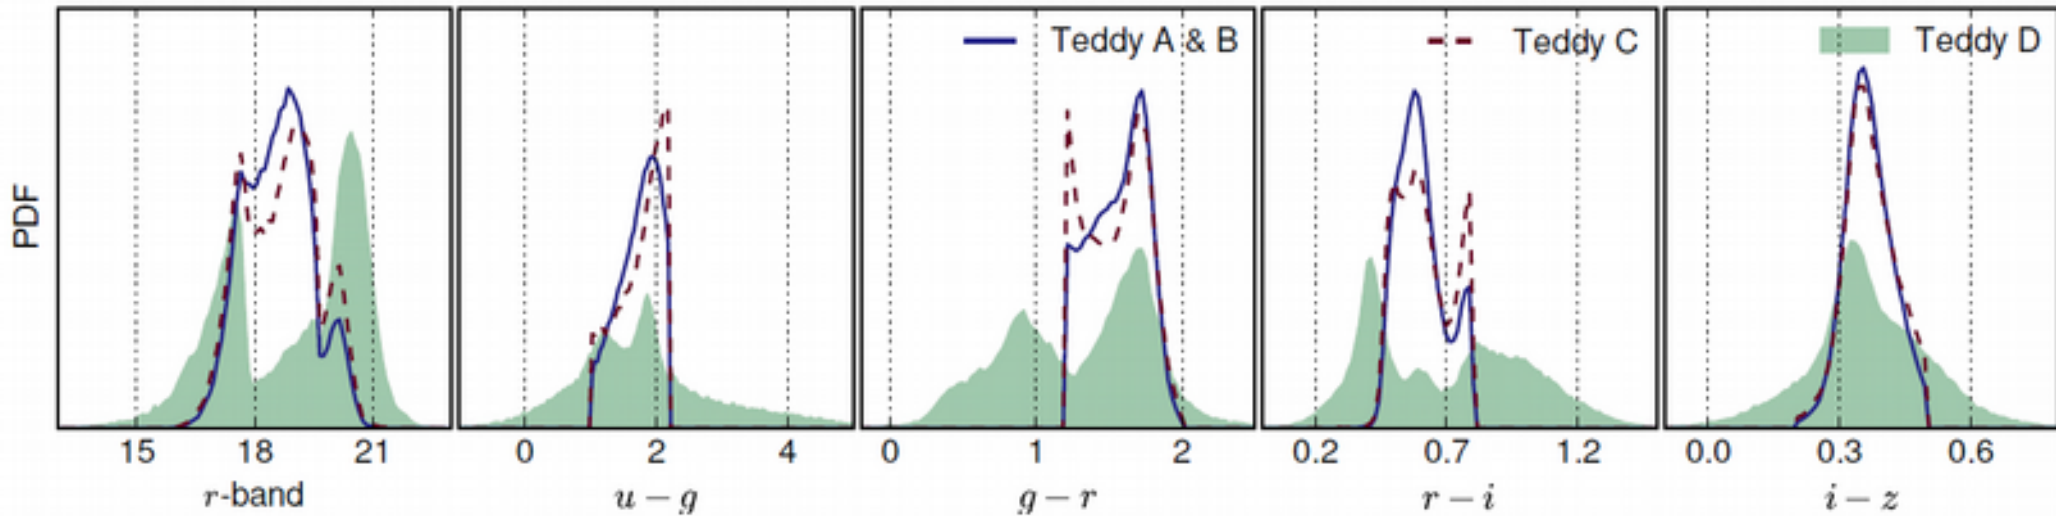 PDF
Teddy A & B
Teddy C
Teddy D
15 18 21
0 2 4
0 1 2
0.2 0.7 1.2
0.0 0.3 0.6
r-band
u − g
g − r
r − i
i − z